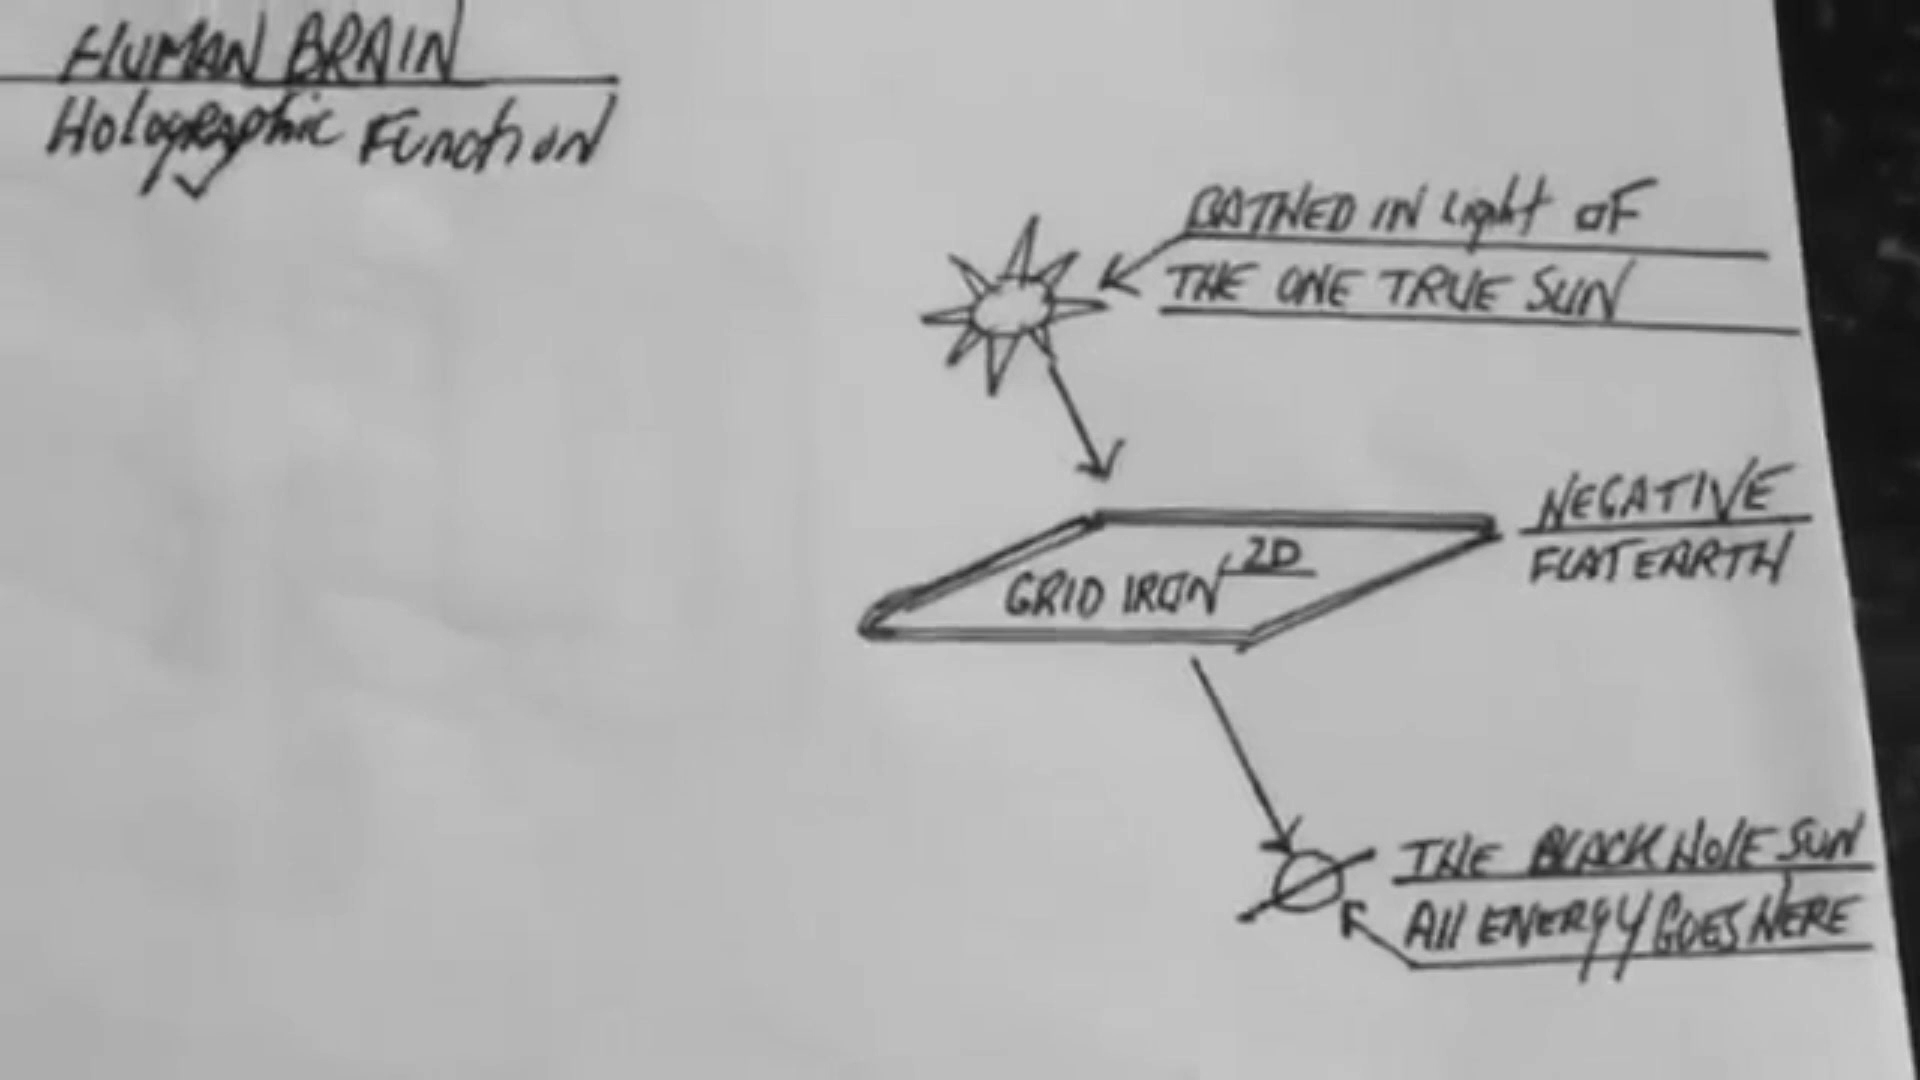 HUMAN BRAIN
Holographic Function
BATHED IN Light oF
THE ONE TRUE SUN
NEGATIVE
FLAT EARTH
2D
GRID IRON
THE BLACK HOlE SUN
All ENERGY GOES HERE